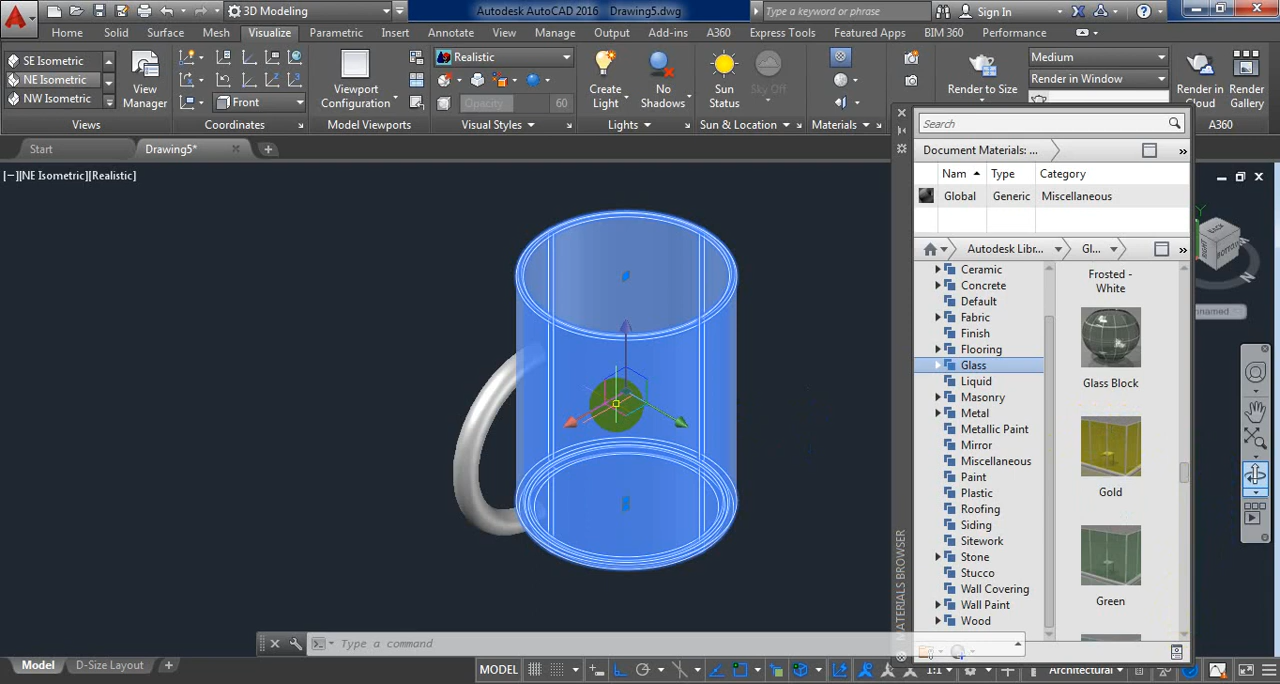 3D Modeling
Autodesk AutoCAD 2016 Drawing5.dwg
Type a keyword or phrase
Sign In
Home Solid Surface Mesh Visualize Parametric Insert Annotate View Manage Output Add-ins A360 Express Tools Featured Apps BIM 360 Performance
SE Isometric
NE Isometric
NW Isometric
View
Manager
Front
Viewport
Configuration
Realistic
Opacity 60
Create
Light
No
Shadows
Sun
Status
Sky Off
Render to Size
Medium
Render in Window
Render in
Cloud
Render
Gallery
Views
Coordinates
Model Viewports
Visual Styles
Lights
Sun & Location
Materials
A360
Start
Drawing5*
[−][NE Isometric][Realistic]
Search
Document Materials: ...
Nam Type Category
Global Generic Miscellaneous
Autodesk Libr... Gl...
Ceramic
Concrete
Default
Fabric
Finish
Flooring
Glass
Liquid
Masonry
Metal
Metallic Paint
Mirror
Miscellaneous
Paint
Plastic
Roofing
Siding
Sitework
Stone
Stucco
Wall Covering
Wall Paint
Wood
Frosted -
White
Glass Block
Gold
Green
MATERIALS BROWSER
BACK
Type a command
Model
D-Size Layout
MODEL
1:1
Architectural